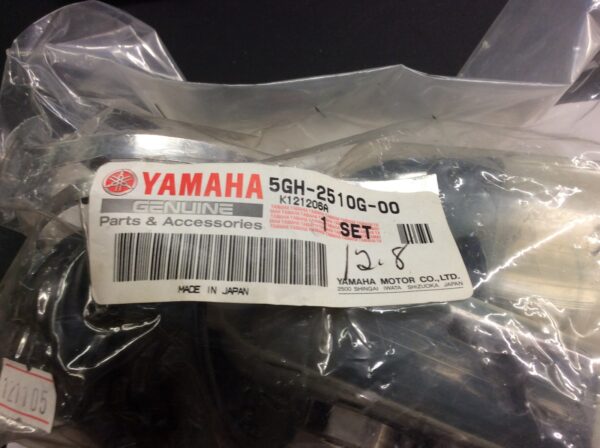 YAMAHA
GENUINE
Parts & Accessories
5GH-2510G-00
K121206A
1 SET
12.8
MADE IN JAPAN
YAMAHA MOTOR CO., LTD.
2500 SHINGAI IWATA SHIZUOKA JAPAN
121105